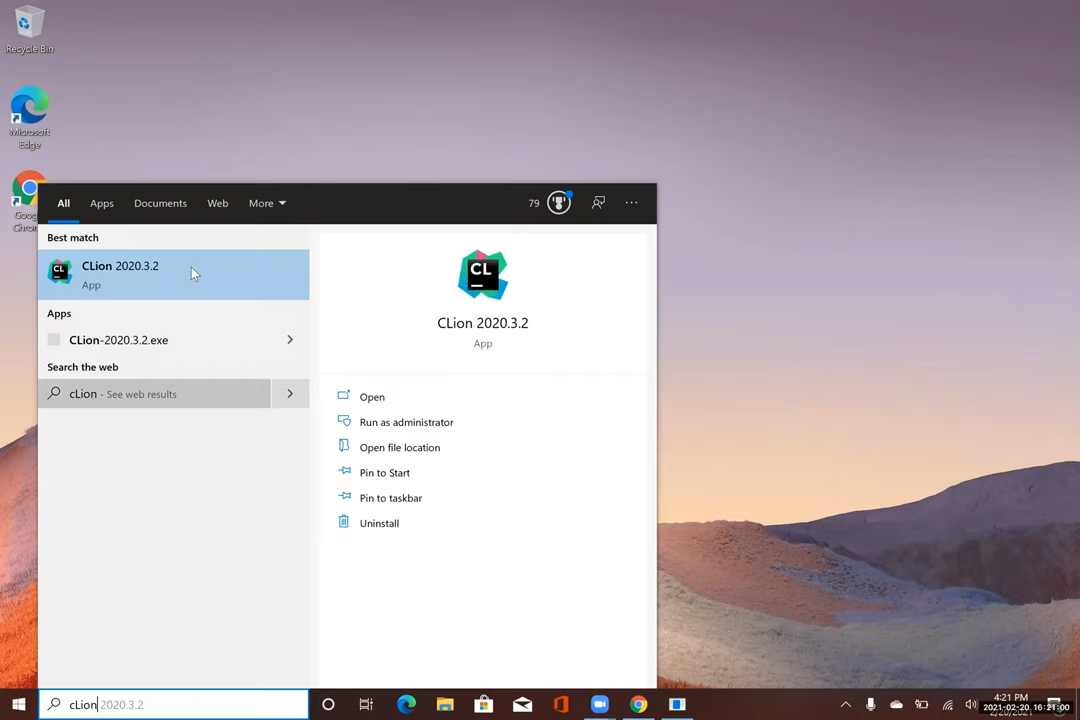 Recycle Bin
Microsoft
Edge
All
Apps
Documents
Web
More
79
Best match
CLion 2020.3.2
App
Apps
CLion-2020.3.2.exe
Search the web
cLion - See web results
CL
CLion 2020.3.2
App
Open
Run as administrator
Open file location
Pin to Start
Pin to taskbar
Uninstall
cLion 2020.3.2
4:21 PM
2021-02-20, 16:21:00